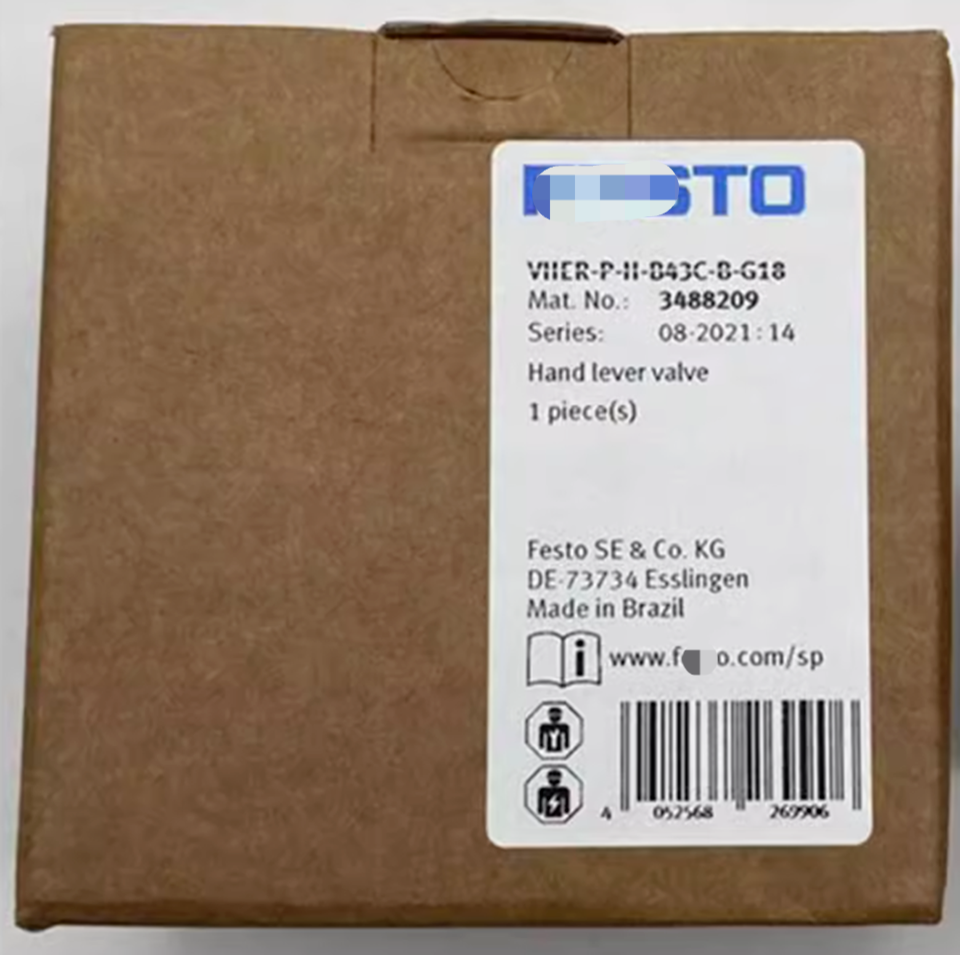 STO
VHER-P-H-B43C-B-G18
Mat. No.: 3488209
Series: 08-2021:14
Hand lever valve
1 piece(s)
Festo SE & Co. KG
DE-73734 Esslingen
Made in Brazil
i www.f o.com/sp
4 052568 269906